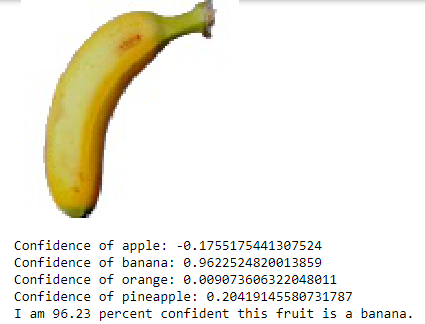 Confidence of apple: -0.1755175441307524
Confidence of banana: 0.9622524820013859
Confidence of orange: 0.009073606322048011
Confidence of pineapple: 0.20419145580731787
I am 96.23 percent confident this fruit is a banana.